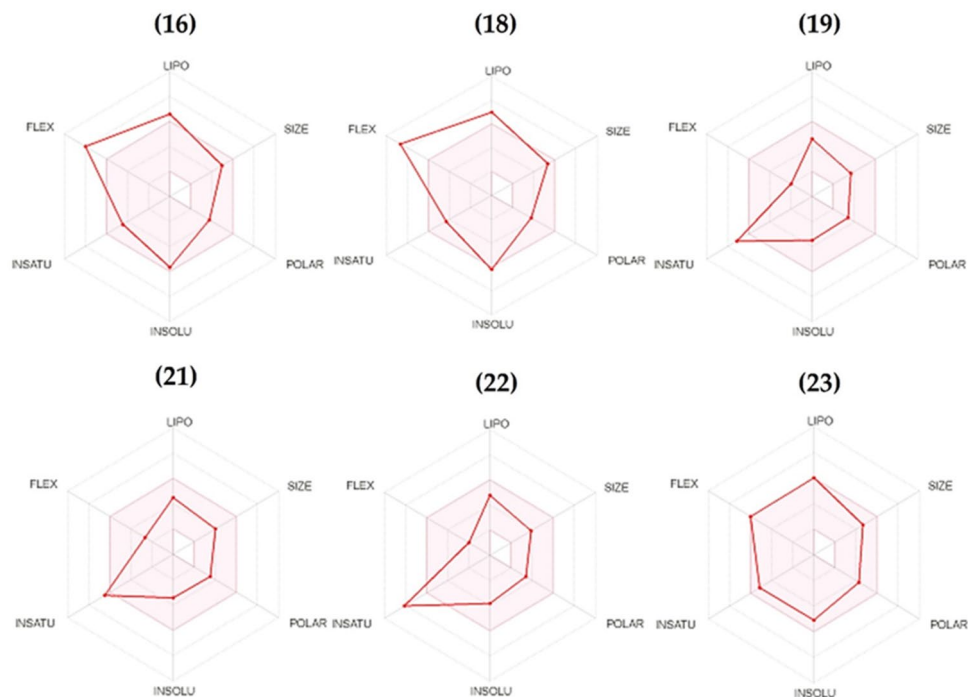 (16)
(18)
(19)
LIPO
LIPO
LIPO
FLEX
SIZE
FLEX
SIZE
FLEX
SIZE
INSATU
POLAR
INSATU
POLAR
INSATU
POLAR
INSOLU
INSOLU
INSOLU
(21)
(22)
(23)
LIPO
LIPO
LIPO
FLEX
SIZE
FLEX
SIZE
FLEX
SIZE
INSATU
POLAR
INSATU
POLAR
INSATU
POLAR
INSOLU
INSOLU
INSOLU